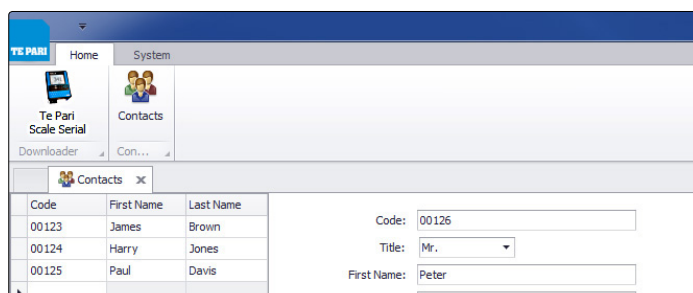 TE PARI
Home System
Te Pari
Scale Serial
Contacts
Downloader Con...
Contacts x
Code First Name Last Name
00123 James Brown
00124 Harry Jones
00125 Paul Davis
Code: 00126
Title: Mr.
First Name: Peter